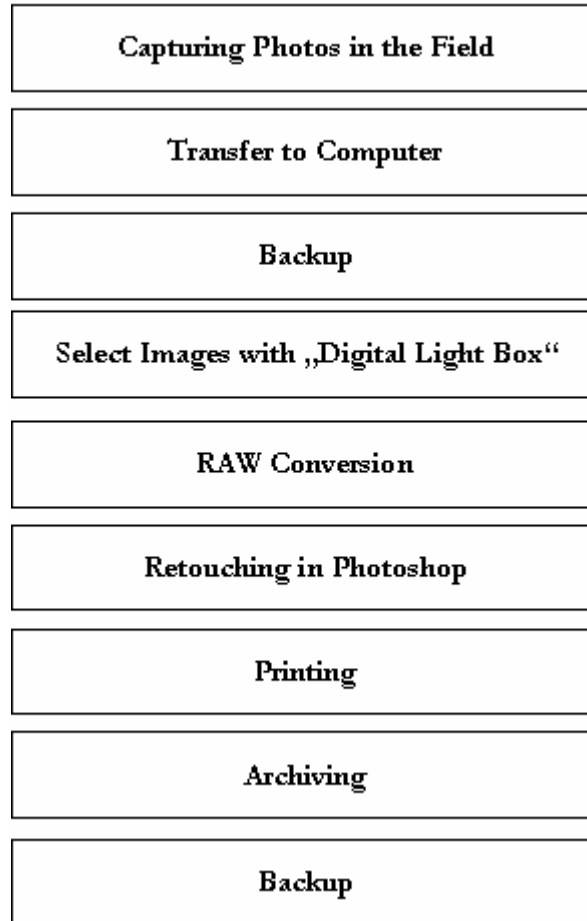 Capturing Photos in the Field
Transfer to Computer
Backup
Select Images with „Digital Light Box“
RAW Conversion
Retouching in Photoshop
Printing
Archiving
Backup